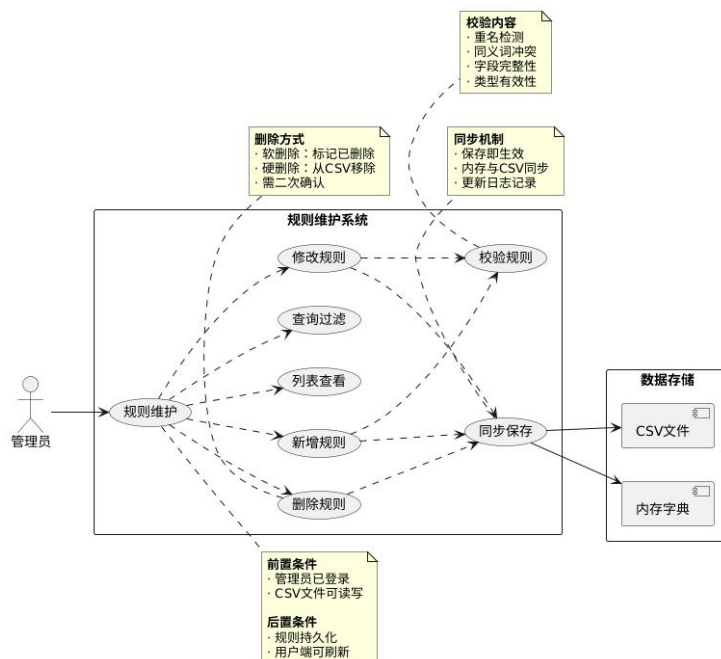 校验内容
· 重名检测
· 同义词冲突
· 字段完整性
· 类型有效性
删除方式
· 软删除：标记已删除
· 硬删除：从CSV移除
· 需二次确认
同步机制
· 保存即生效
· 内存与CSV同步
· 更新日志记录
规则维护系统
修改规则
校验规则
查询过滤
列表查看
数据存储
规则维护
管理员
新增规则
同步保存
CSV文件
删除规则
内存字典
前置条件
· 管理员已登录
· CSV文件可读写
后置条件
· 规则持久化
· 用户端可刷新